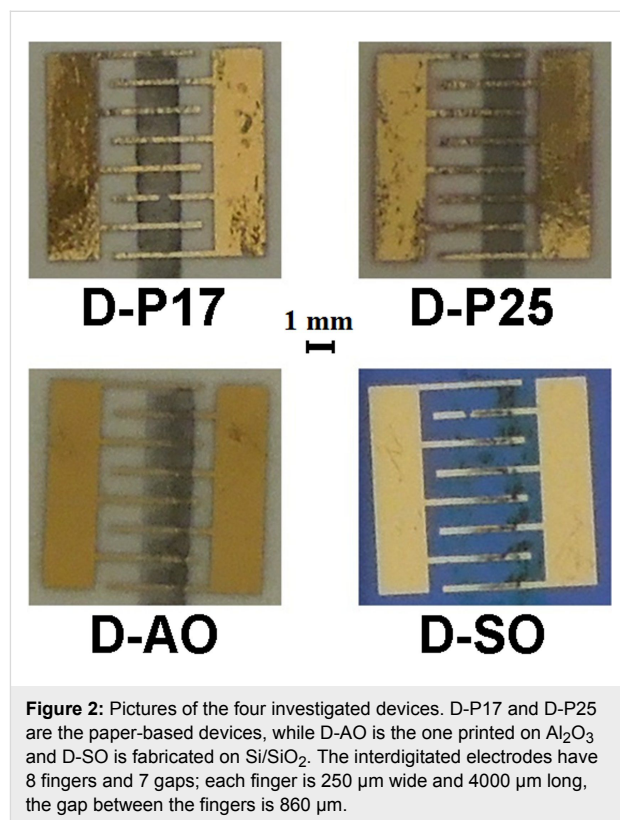 D-P17
D-P25
1 mm
D-AO
D-SO
Figure 2: Pictures of the four investigated devices. D-P17 and D-P25
are the paper-based devices, while D-AO is the one printed on Al₂O₃
and D-SO is fabricated on Si/SiO₂. The interdigitated electrodes have
8 fingers and 7 gaps; each finger is 250 µm wide and 4000 µm long,
the gap between the fingers is 860 µm.